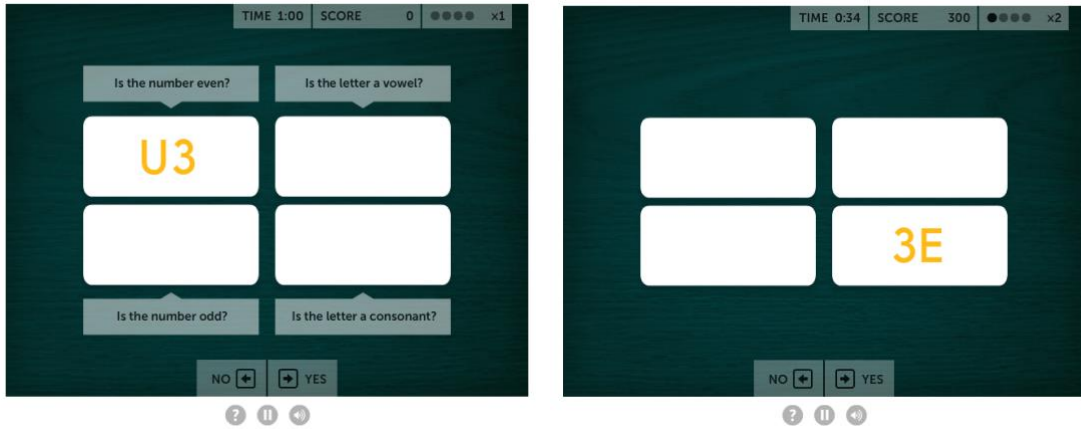 TIME 1:00 SCORE 0 x1
Is the number even? Is the letter a vowel?
U3
Is the number odd? Is the letter a consonant?
NO YES
?
TIME 0:34 SCORE 300 x2
3E
NO YES
?